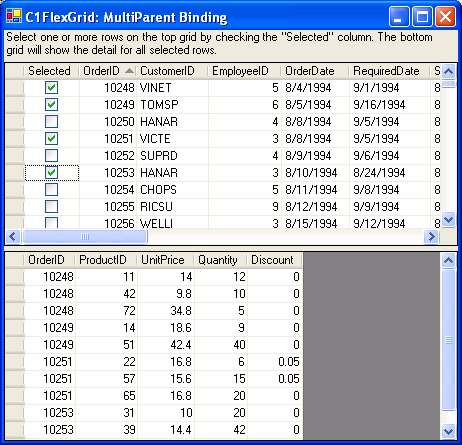 C1FlexGrid: MultiParent Binding
Select one or more rows on the top grid by checking the "Selected" column. The bottom
grid will show the detail for all selected rows.
Selected OrderID CustomerID EmployeeID OrderDate RequiredDate S
10248 VINET 5 8/4/1994 9/1/1994 8
10249 TOMSP 6 8/5/1994 9/16/1994 8
10250 HANAR 4 8/8/1994 9/5/1994 8
10251 VICTE 3 8/8/1994 9/5/1994 8
10252 SUPRD 4 8/9/1994 9/6/1994 8
10253 HANAR 3 8/10/1994 8/24/1994 8
10254 CHOPS 5 8/11/1994 9/8/1994 8
10255 RICSU 9 8/12/1994 9/9/1994 8
10256 WELLI 3 8/15/1994 9/12/1994 8
OrderID ProductID UnitPrice Quantity Discount
10248 11 14 12 0
10248 42 9.8 10 0
10248 72 34.8 5 0
10249 14 18.6 9 0
10249 51 42.4 40 0
10251 22 16.8 6 0.05
10251 57 15.6 15 0.05
10251 65 16.8 20 0
10253 31 10 20 0
10253 39 14.4 42 0